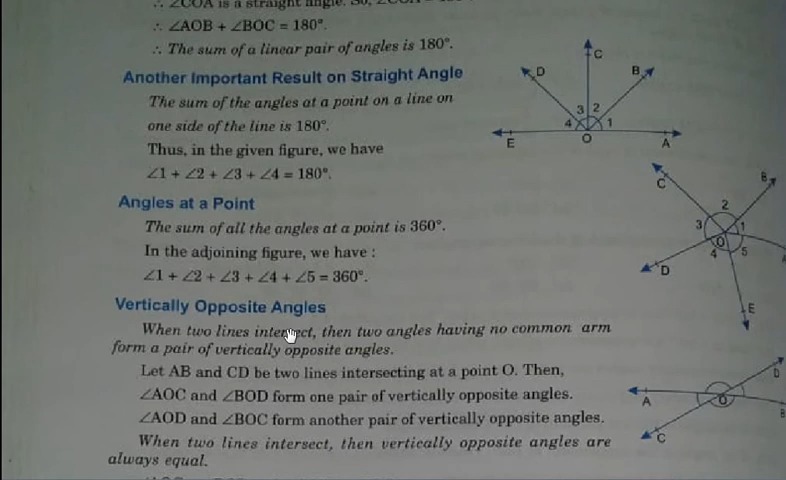 ∴ ∠COA is a straight angle. So,
∴ ∠AOB + ∠BOC = 180°.
∴ The sum of a linear pair of angles is 180°.
Another Important Result on Straight Angle
The sum of the angles at a point on a line on
one side of the line is 180°.
Thus, in the given figure, we have
∠1 + ∠2 + ∠3 + ∠4 = 180°.
D C B
3 2
4 1
E O A
Angles at a Point
The sum of all the angles at a point is 360°.
In the adjoining figure, we have :
∠1 + ∠2 + ∠3 + ∠4 + ∠5 = 360°.
C B
2
3 1
O
4 5
D
E
Vertically Opposite Angles
When two lines intersect, then two angles having no common arm
form a pair of vertically opposite angles.
Let AB and CD be two lines intersecting at a point O. Then,
∠AOC and ∠BOD form one pair of vertically opposite angles.
∠AOD and ∠BOC form another pair of vertically opposite angles.
When two lines intersect, then vertically opposite angles are
always equal.
D
A O
B
C